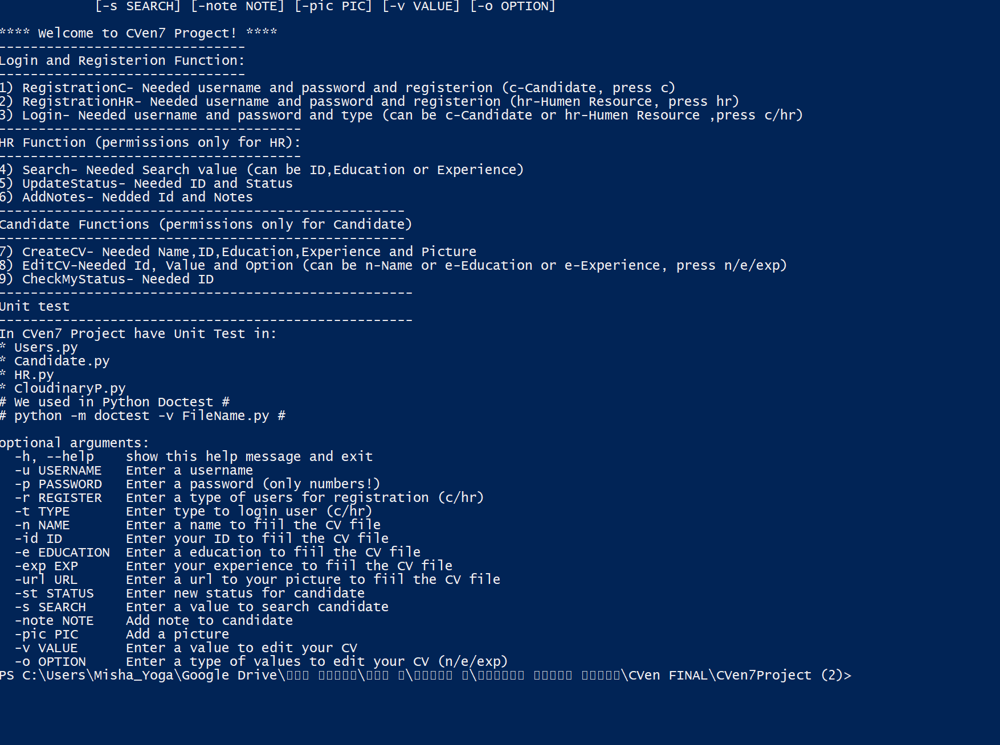 [-s SEARCH] [-note NOTE] [-pic PIC] [-v VALUE] [-o OPTION]
**** Welcome to CVen7 Progect! ****
-------------------------------
Login and Registerion Function:
-------------------------------
1) RegistrationC- Needed username and password and registerion (c-Candidate, press c)
2) RegistrationHR- Needed username and password and registerion (hr-Humen Resource, press hr)
3) Login- Needed username and password and type (can be c-Candidate or hr-Humen Resource ,press c/hr)
--------------------------------------
HR Function (permissions only for HR):
--------------------------------------
4) Search- Needed Search value (can be ID,Education or Experience)
5) UpdateStatus- Needed ID and Status
6) AddNotes- Nedded Id and Notes
---------------------------------------------------
Candidate Functions (permissions only for Candidate)
---------------------------------------------------
7) CreateCV- Needed Name,ID,Education,Experience and Picture
8) EditCV-Needed Id, Value and Option (can be n-Name or e-Education or e-Experience, press n/e/exp)
9) CheckMyStatus- Needed ID
----------------------------------------------------
Unit test
----------------------------------------------------
In CVen7 Project have Unit Test in:
* Users.py
* Candidate.py
* HR.py
* CloudinaryP.py
# We used in Python Doctest #
# python -m doctest -v FileName.py #
optional arguments:
-h, --help    show this help message and exit
-u USERNAME   Enter a username
-p PASSWORD   Enter a password (only numbers!)
-r REGISTER   Enter a type of users for registration (c/hr)
-t TYPE       Enter type to login user (c/hr)
-n NAME       Enter a name to fiil the CV file
-id ID        Enter your ID to fiil the CV file
-e EDUCATION  Enter a education to fiil the CV file
-exp EXP      Enter your experience to fiil the CV file
-url URL      Enter a url to your picture to fiil the CV file
-st STATUS    Enter new status for candidate
-s SEARCH     Enter a value to search candidate
-note NOTE    Add note to candidate
-pic PIC      Add a picture
-v VALUE      Enter a value to edit your CV
-o OPTION     Enter a type of values to edit your CV (n/e/exp)
PS C:\Users\Misha_Yoga\Google Drive\ \ \ \ \CVen FINAL\CVen7Project (2)>